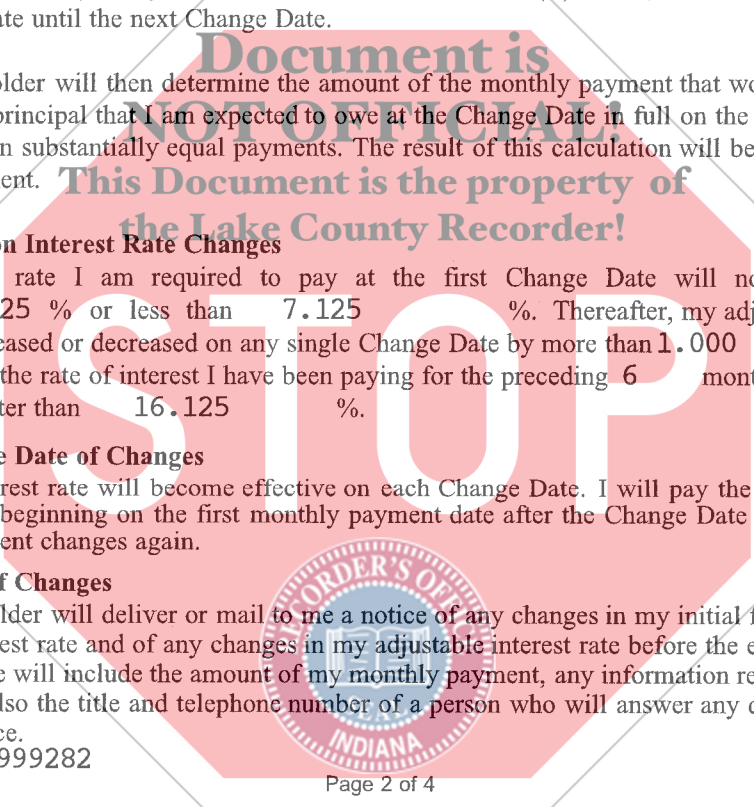 te until the next Change Date.
Document is
older will then determine the amount of the monthly payment that wo
principal that I am expected to owe at the Change Date in full on the
NOT OFFICIAL!
n substantially equal payments. The result of this calculation will be
ent.
This Document is the property of
the Lake County Recorder!
on Interest Rate Changes
rate I am required to pay at the first Change Date will no
25 % or less than 7.125 %. Thereafter, my adj
eased or decreased on any single Change Date by more than 1.000
the rate of interest I have been paying for the preceding 6 mont
ter than 16.125 %.
STOP
e Date of Changes
rest rate will become effective on each Change Date. I will pay the
beginning on the first monthly payment date after the Change Date
ent changes again.
f Changes
lder will deliver or mail to me a notice of any changes in my initial f
est rate and of any changes in my adjustable interest rate before the e
e will include the amount of my monthly payment, any information re
lso the title and telephone number of a person who will answer any q
ce.
RECORDER'S OFFICE
SEAL
INDIANA
999282
Page 2 of 4